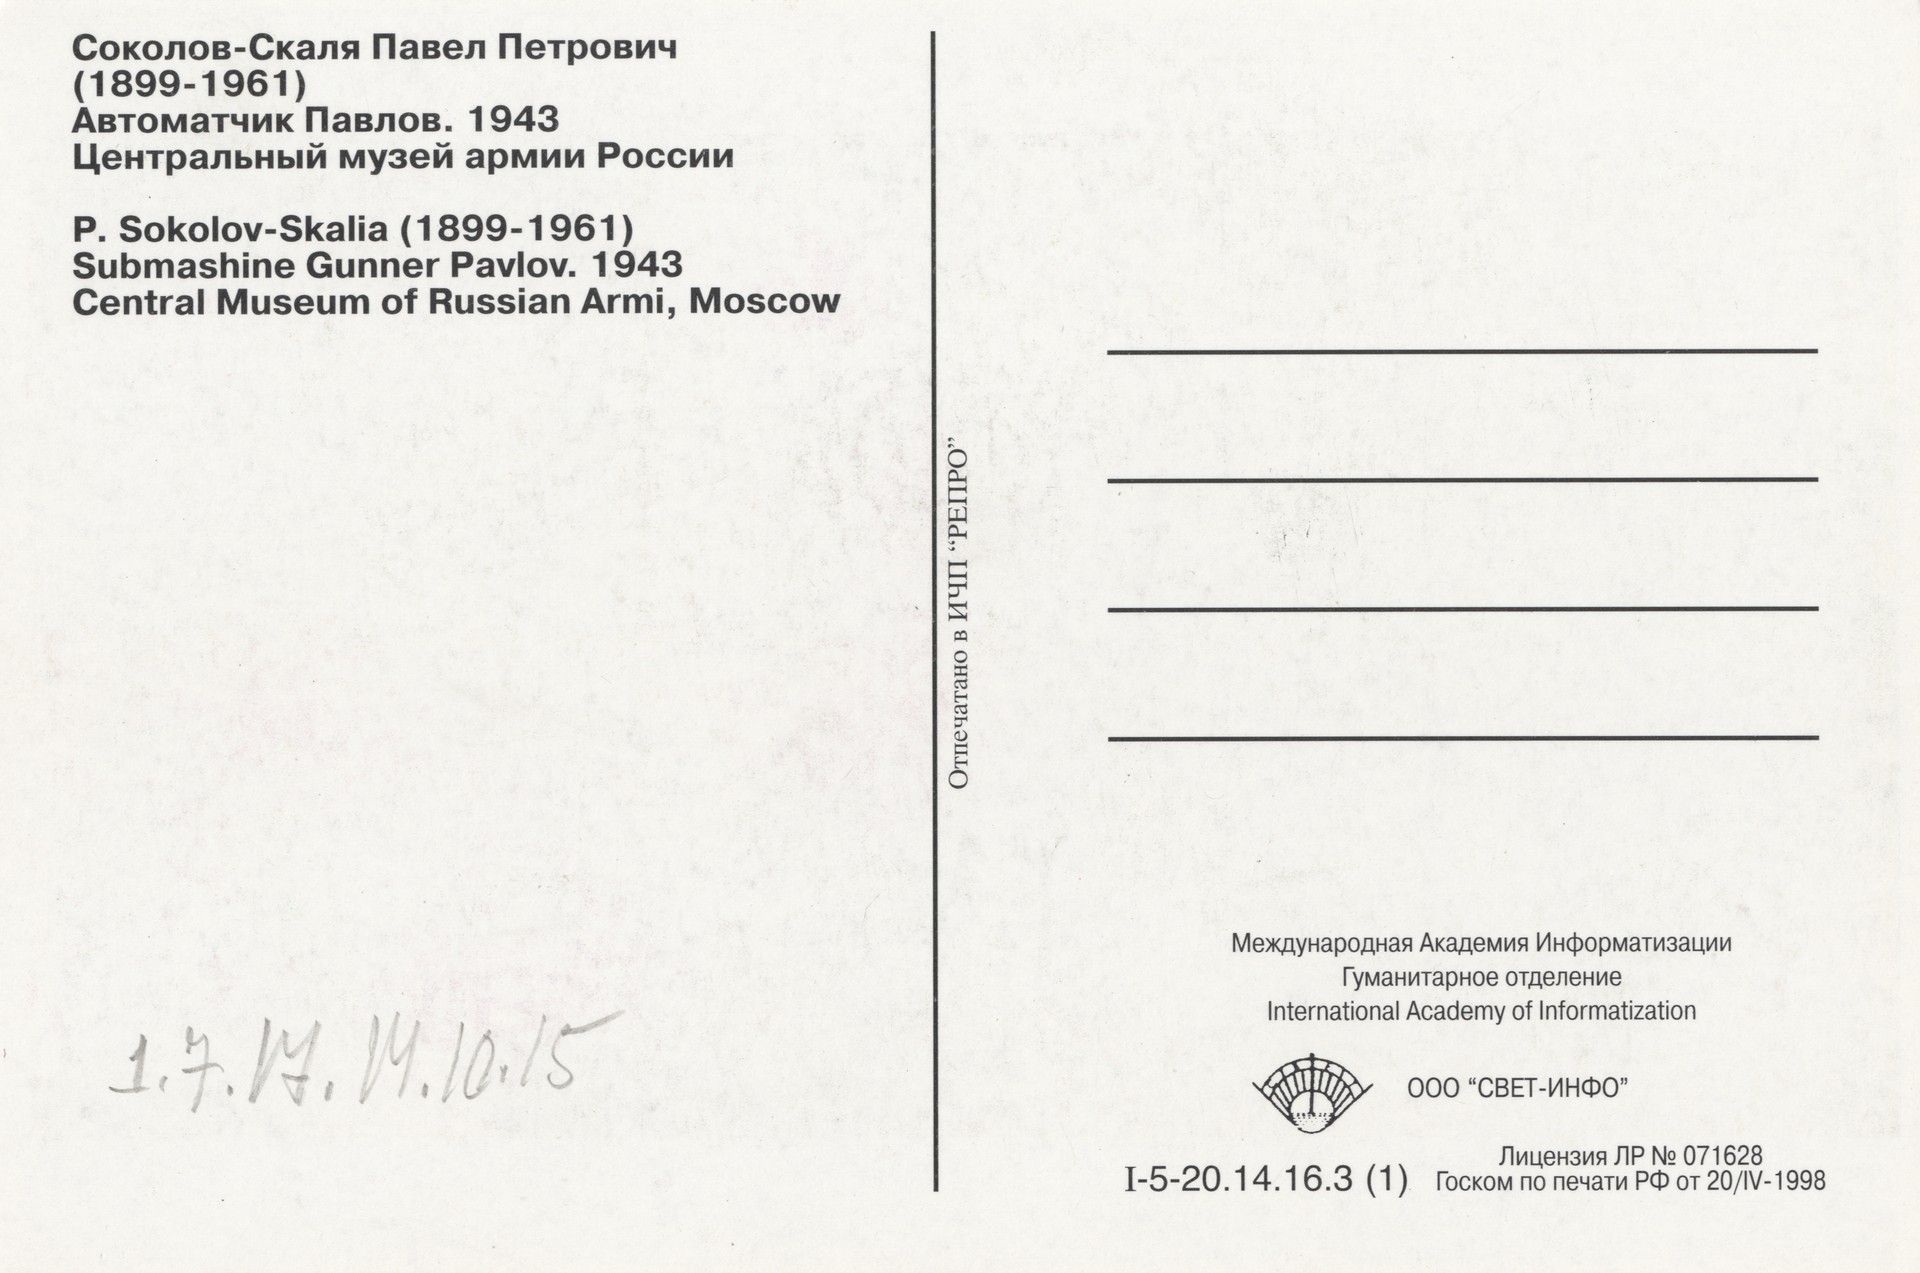 Соколов-Скаля Павел Петрович
(1899-1961)
Автоматчик Павлов. 1943
Центральный музей армии России
P. Sokolov-Skalia (1899-1961)
Submashine Gunner Pavlov. 1943
Central Museum of Russian Armi, Moscow
1.7.17.14.10.15
Отпечатано в ИЧП “РЕПРО”
Международная Академия Информатизации
Гуманитарное отделение
International Academy of Informatization
ООО “СВЕТ-ИНФО”
Лицензия ЛР № 071628
I-5-20.14.16.3 (1) Госком по печати РФ от 20/IV-1998